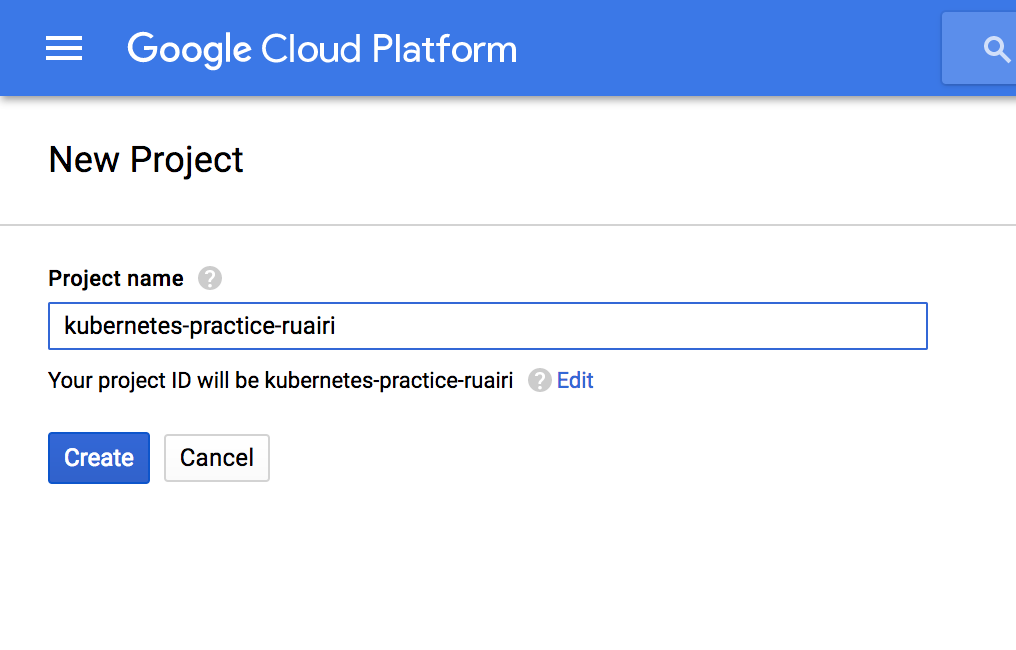 Google Cloud Platform
New Project
Project name ?
kubernetes-practice-ruairi
Your project ID will be kubernetes-practice-ruairi ? Edit
Create Cancel